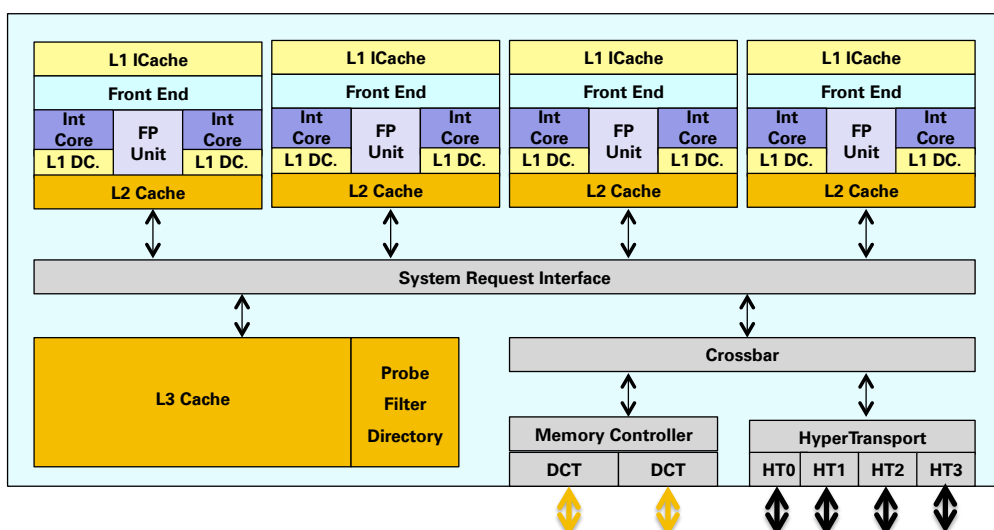 L1 ICache
L1 ICache
L1 ICache
L1 ICache
Front End
Front End
Front End
Front End
Int Core
FP Unit
Int Core
Int Core
FP Unit
Int Core
Int Core
FP Unit
Int Core
Int Core
FP Unit
Int Core
L1 DC.
L1 DC.
L1 DC.
L1 DC.
L1 DC.
L1 DC.
L1 DC.
L1 DC.
L2 Cache
L2 Cache
L2 Cache
L2 Cache
System Request Interface
L3 Cache
Probe
Filter
Directory
Crossbar
Memory Controller
DCT
DCT
HyperTransport
HT0
HT1
HT2
HT3